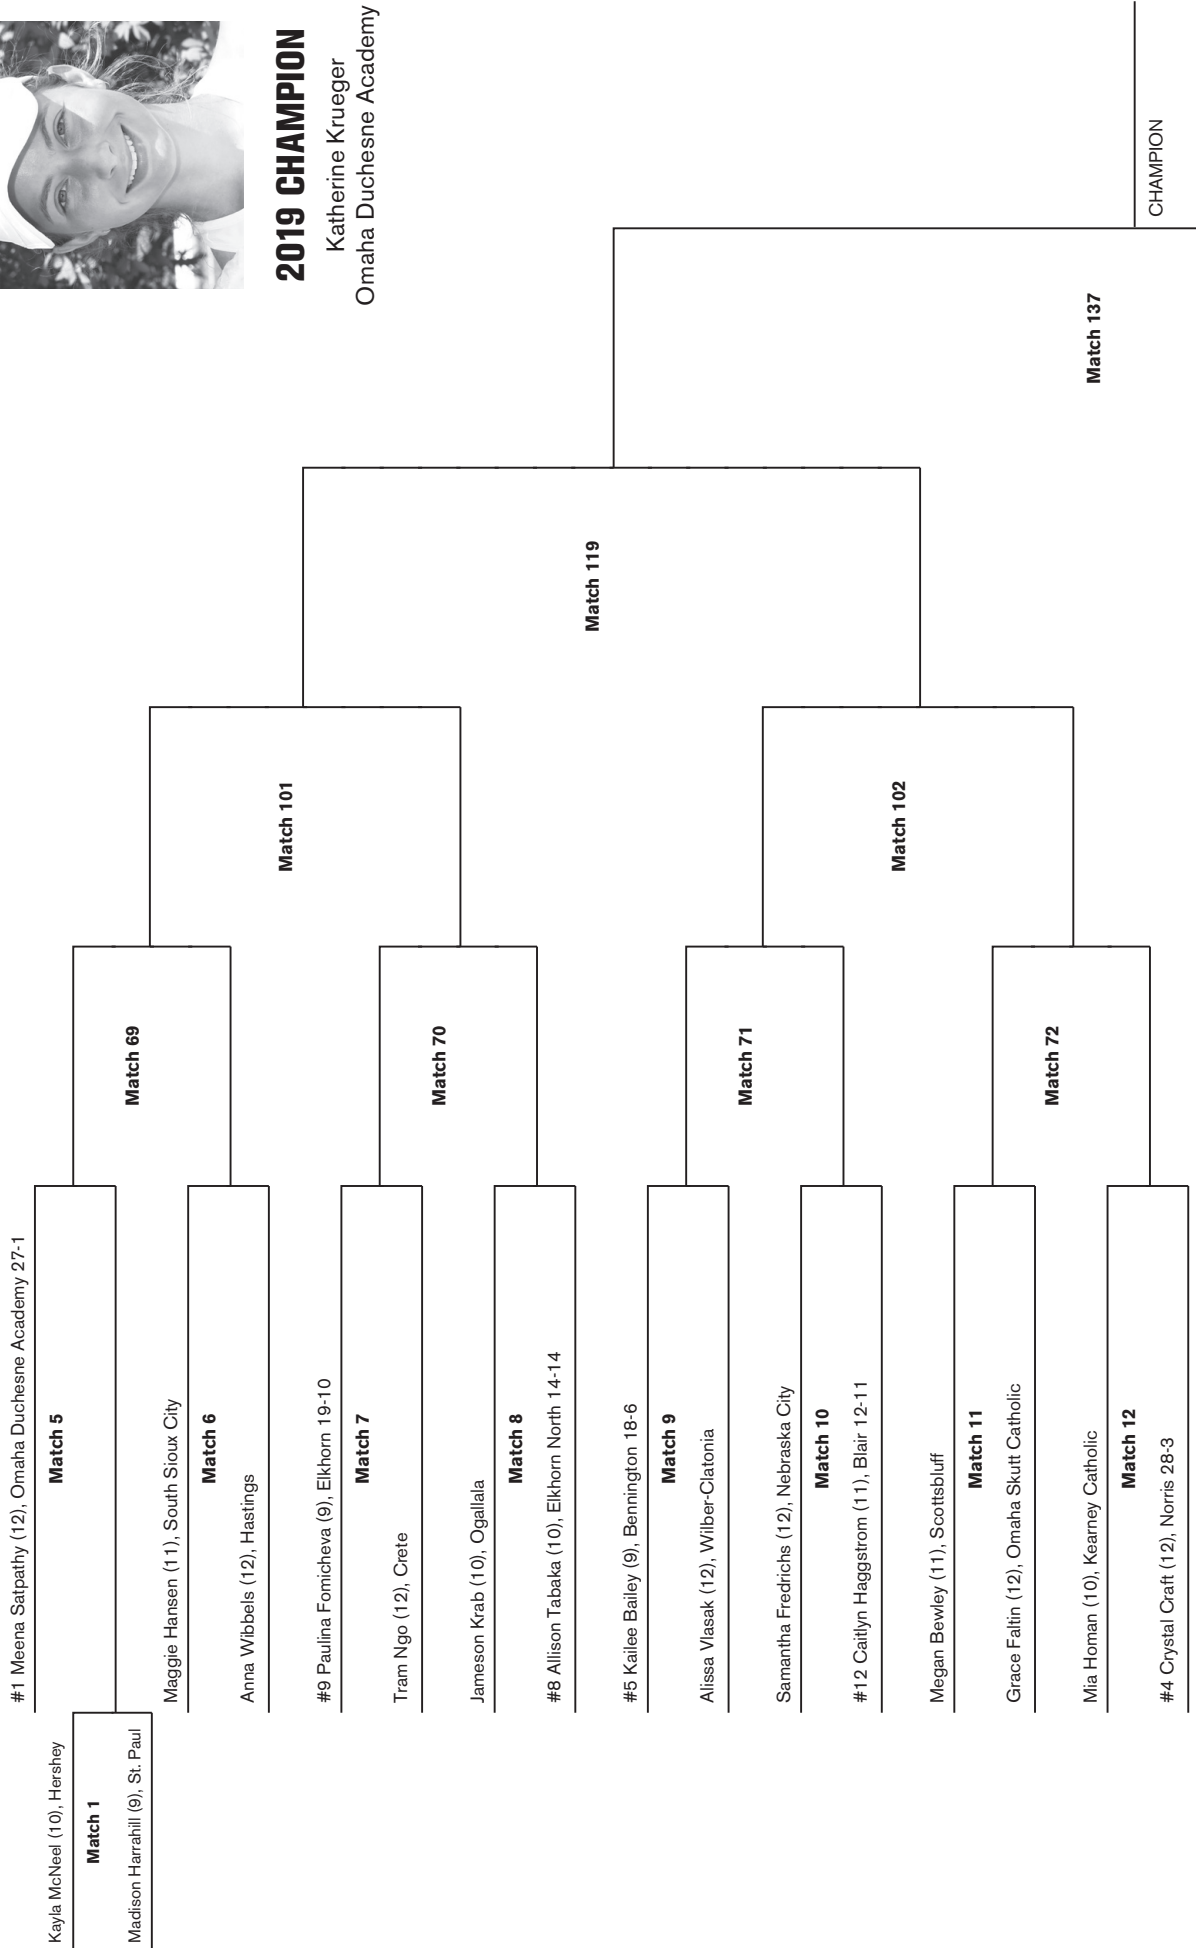 Kayla McNeel (10), Hershey
Match 1
Madison Harrahill (9), St. Paul
#1 Meena Satpathy (12), Omaha Duchesne Academy 27-1
Match 5
Maggie Hansen (11), South Sioux City
Match 6
Anna Wibbels (12), Hastings
#9 Paulina Fomicheva (9), Elkhorn 19-10
Match 7
Tram Ngo (12), Crete
Jameson Krab (10), Ogallala
Match 8
#8 Allison Tabaka (10), Elkhorn North 14-14
#5 Kailee Bailey (9), Bennington 18-6
Match 9
Alissa Vlasak (12), Wilber-Clatonia
Samantha Fredrichs (12), Nebraska City
Match 10
#12 Caitlyn Haggstrom (11), Blair 12-11
Megan Bewley (11), Scottsbluff
Match 11
Grace Faltin (12), Omaha Skutt Catholic
Mia Homan (10), Kearney Catholic
Match 12
#4 Crystal Craft (12), Norris 28-3
Match 69
Match 70
Match 71
Match 72
Match 101
Match 102
Match 119
Match 137
CHAMPION
2019 CHAMPION
Katherine Krueger
Omaha Duchesne Academy